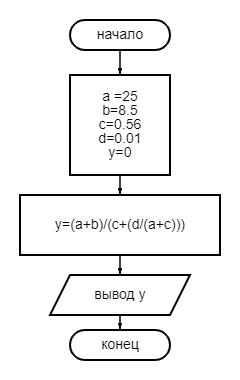 начало
a =25
b=8.5
c=0.56
d=0.01
y=0
y=(a+b)/(c+(d/(a+c)))
вывод y
конец